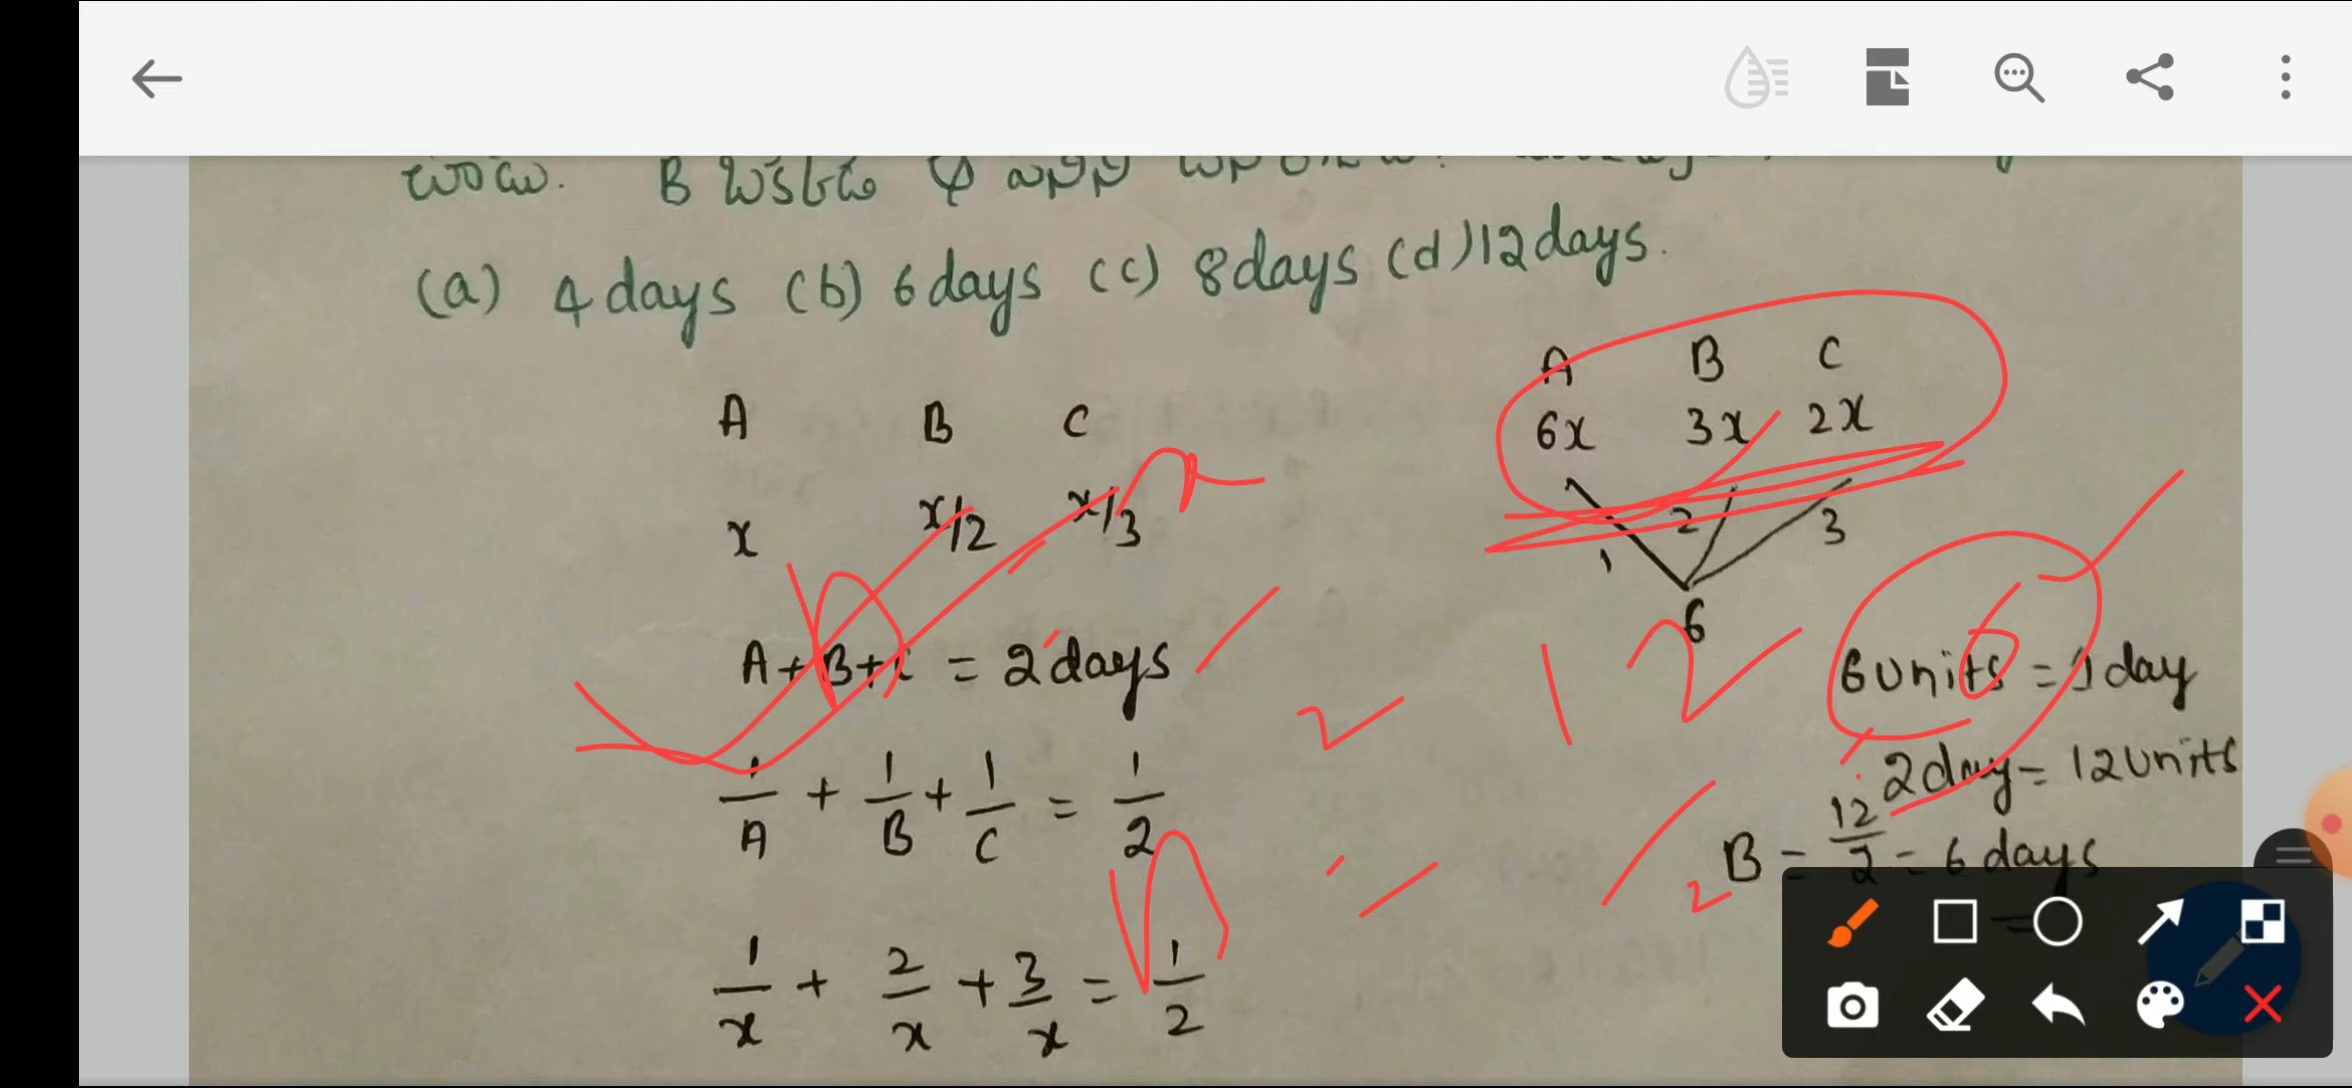 B
(a) 4 days (b) 6 days (c) 8 days (d) 12 days.
A B C
x x/2 x/3
A + B + C = 2 days
1/A + 1/B + 1/C = 1/2
1/x + 2/x + 3/x = 1/2
A B C
6x 3x 2x
1 2 3
6
6 units = 1 day
2 day = 12 units
B = 12/2 = 6 days